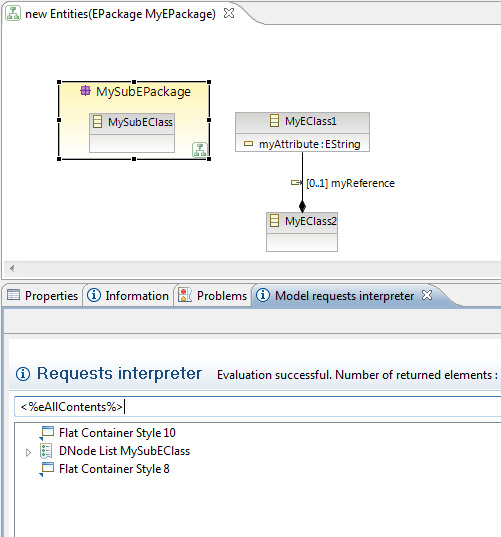 new Entities(EPackage MyEPackage)
MySubEPackage
MySubEClass
MyEClass1
myAttribute : EString
[0..1] myReference
MyEClass2
Properties Information Problems Model requests interpreter
Requests interpreter Evaluation successful. Number of returned elements :
<%eAllContents%>
Flat Container Style 10
DNode List MySubEClass
Flat Container Style 8